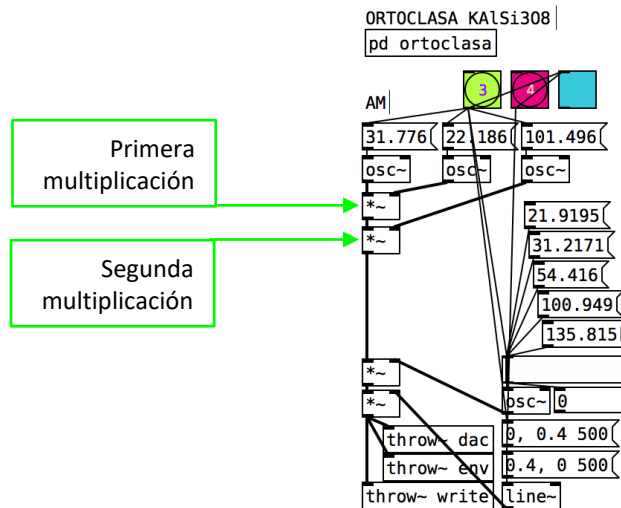 ORTOCLASA KAlSi3O8
pd ortoclasa
3 4
AM
31.776 22.186 101.496
Primera
multiplicación
osc~ osc~ osc~
*~
*~
Segunda
multiplicación
21.9195
31.2171
54.416
100.949
135.815
*~
osc~ 0
*~
throw~ dac
0, 0.4 500
throw~ env
0.4, 0 500
throw~ write line~